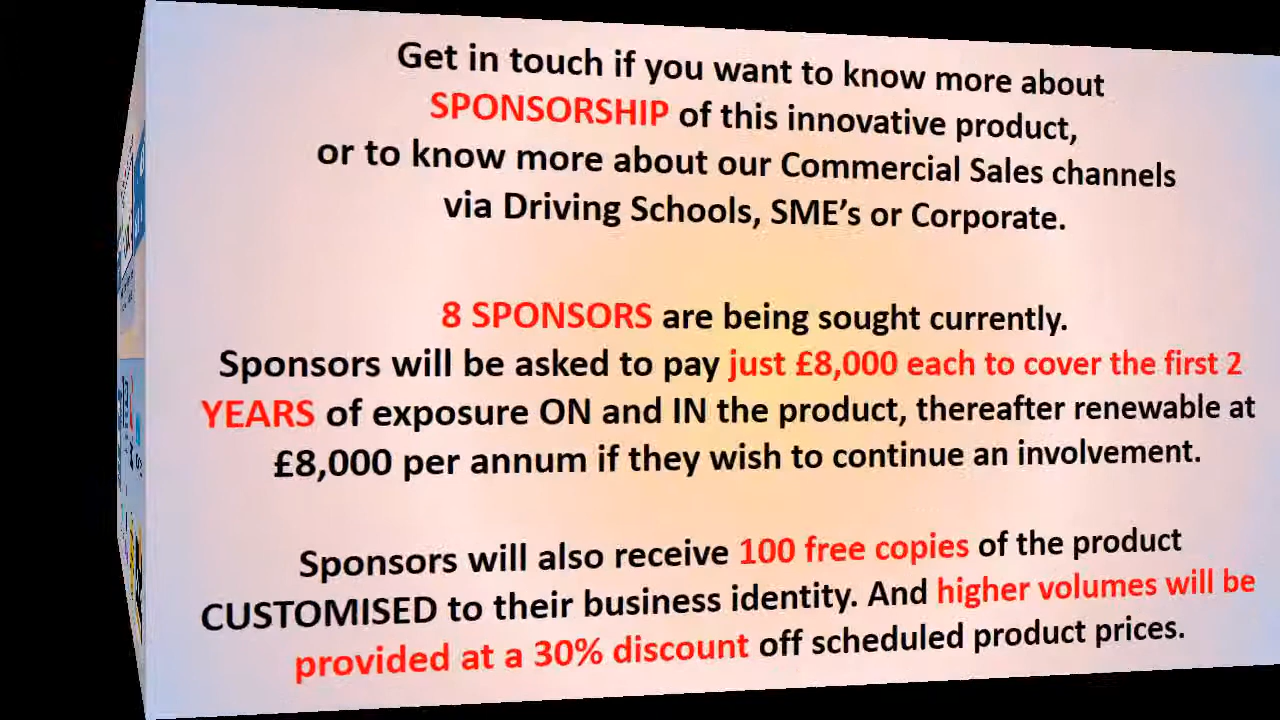 Get in touch if you want to know more about
SPONSORSHIP of this innovative product,
or to know more about our Commercial Sales channels
via Driving Schools, SME’s or Corporate.
8 SPONSORS are being sought currently.
Sponsors will be asked to pay just £8,000 each to cover the first 2
YEARS of exposure ON and IN the product, thereafter renewable at
£8,000 per annum if they wish to continue an involvement.
Sponsors will also receive 100 free copies of the product
CUSTOMISED to their business identity. And higher volumes will be
provided at a 30% discount off scheduled product prices.